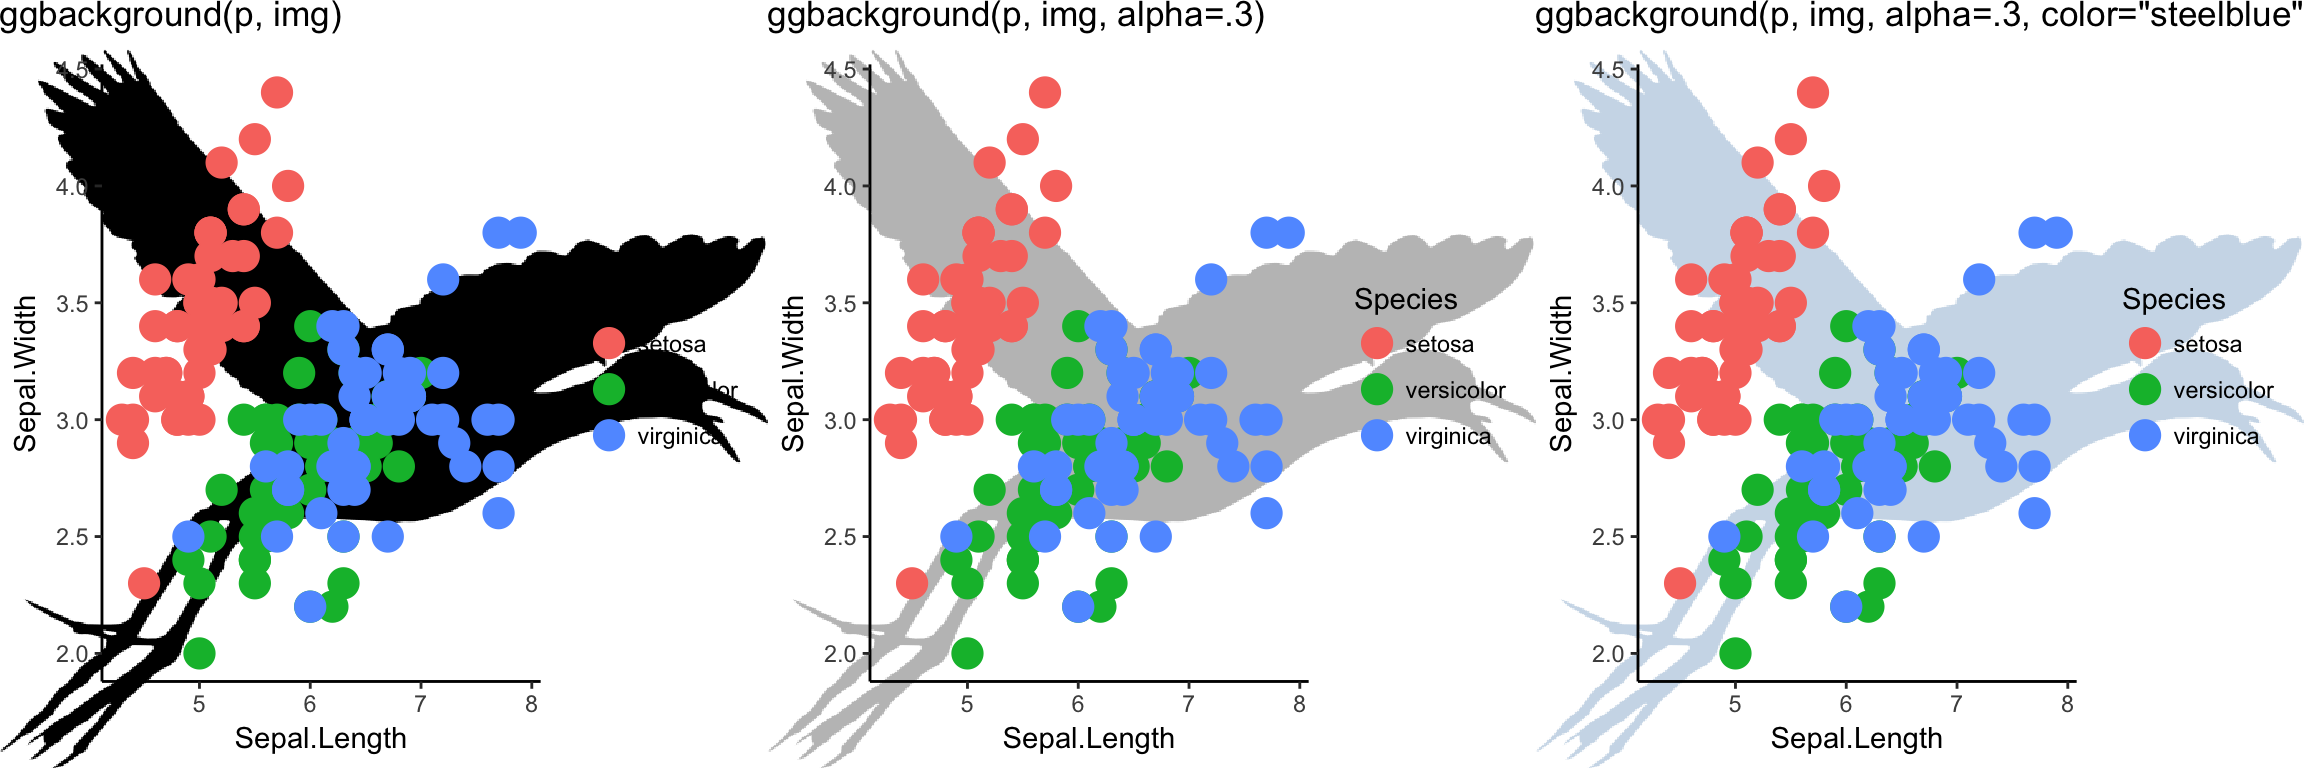 ggbackground(p, img)
4.5
4.0
3.5
3.0
2.5
2.0
Sepal.Width
5 6 7 8
Sepal.Length
setosa
virginica
ggbackground(p, img, alpha=.3)
4.5
4.0
3.5
3.0
2.5
2.0
Sepal.Width
5 6 7 8
Sepal.Length
Species
setosa
versicolor
virginica
ggbackground(p, img, alpha=.3, color="steelblue"
4.5
4.0
3.5
3.0
2.5
2.0
Sepal.Width
5 6 7 8
Sepal.Length
Species
setosa
versicolor
virginica